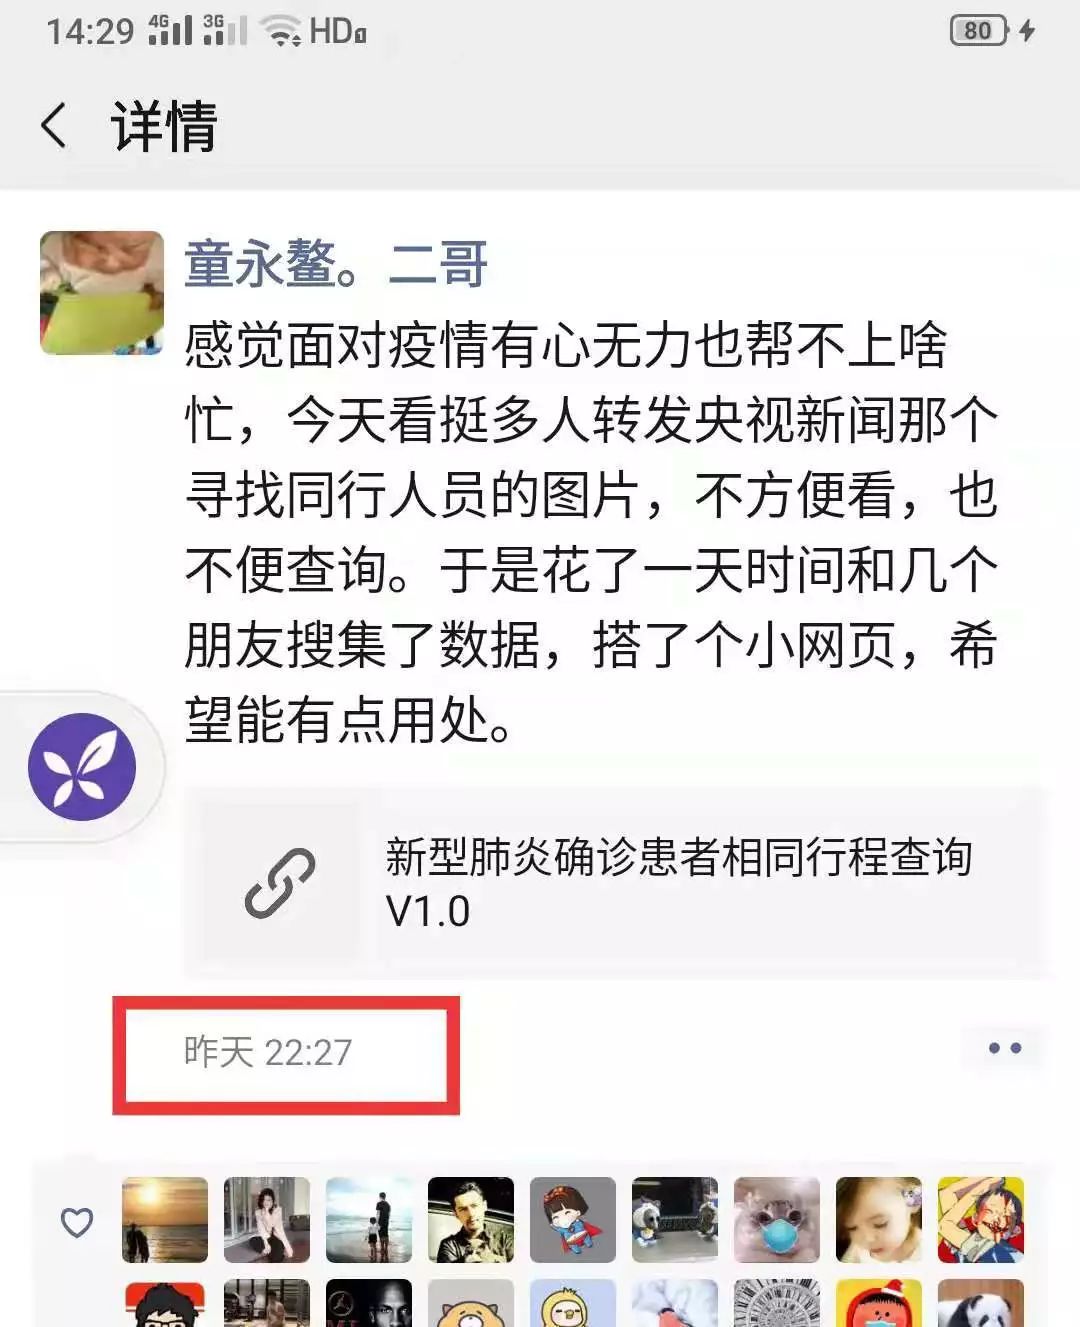 14:29 4G 3G HD 80
详情
童永鳌。二哥
感觉面对疫情有心无力也帮不上啥
忙，今天看挺多人转发央视新闻那个
寻找同行人员的图片，不方便看，也
不便查询。于是花了一天时间和几个
朋友搜集了数据，搭了个小网页，希
望能有点用处。
新型肺炎确诊患者相同行程查询
V1.0
昨天 22:27